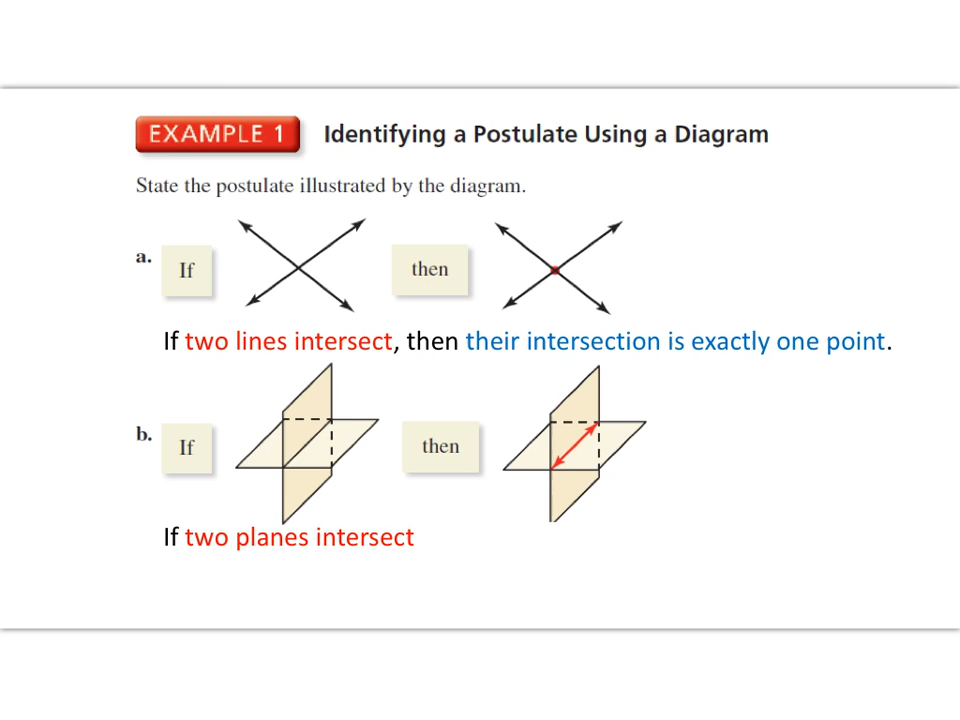 EXAMPLE 1 Identifying a Postulate Using a Diagram
State the postulate illustrated by the diagram.
a. If then
If two lines intersect, then their intersection is exactly one point.
b. If then
If two planes intersect